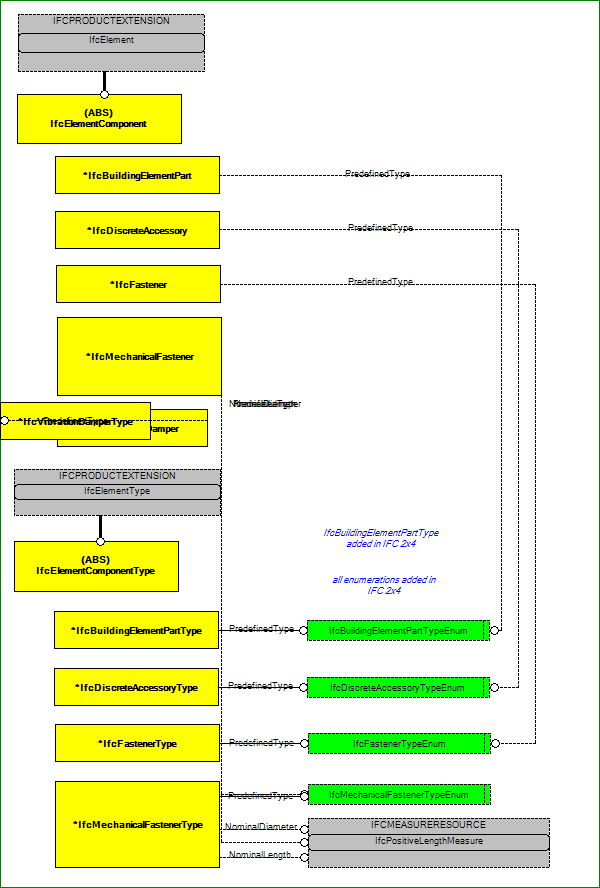 IFCPRODUCTEXTENSION
IfcElement
(ABS)
IfcElementComponent
*IfcBuildingElementPart
PredefinedType
*IfcDiscreteAccessory
PredefinedType
*IfcFastener
PredefinedType
*IfcMechanicalFastener
*IfcVibrationDamperType
amper
IFCPRODUCTEXTENSION
IfcElementType
(ABS)
IfcElementComponentType
IfcBuildingElementPartType
added in IFC 2x4
all enumerations added in
IFC 2x4
*IfcBuildingElementPartType
PredefinedType
IfcBuildingElementPartTypeEnum
*IfcDiscreteAccessoryType
PredefinedType
IfcDiscreteAccessoryTypeEnum
*IfcFastenerType
PredefinedType
IfcFastenerTypeEnum
*IfcMechanicalFastenerType
PredefinedType
IfcMechanicalFastenerTypeEnum
NominalDiameter
NominalLength
IFCMEASURERESOURCE
IfcPositiveLengthMeasure